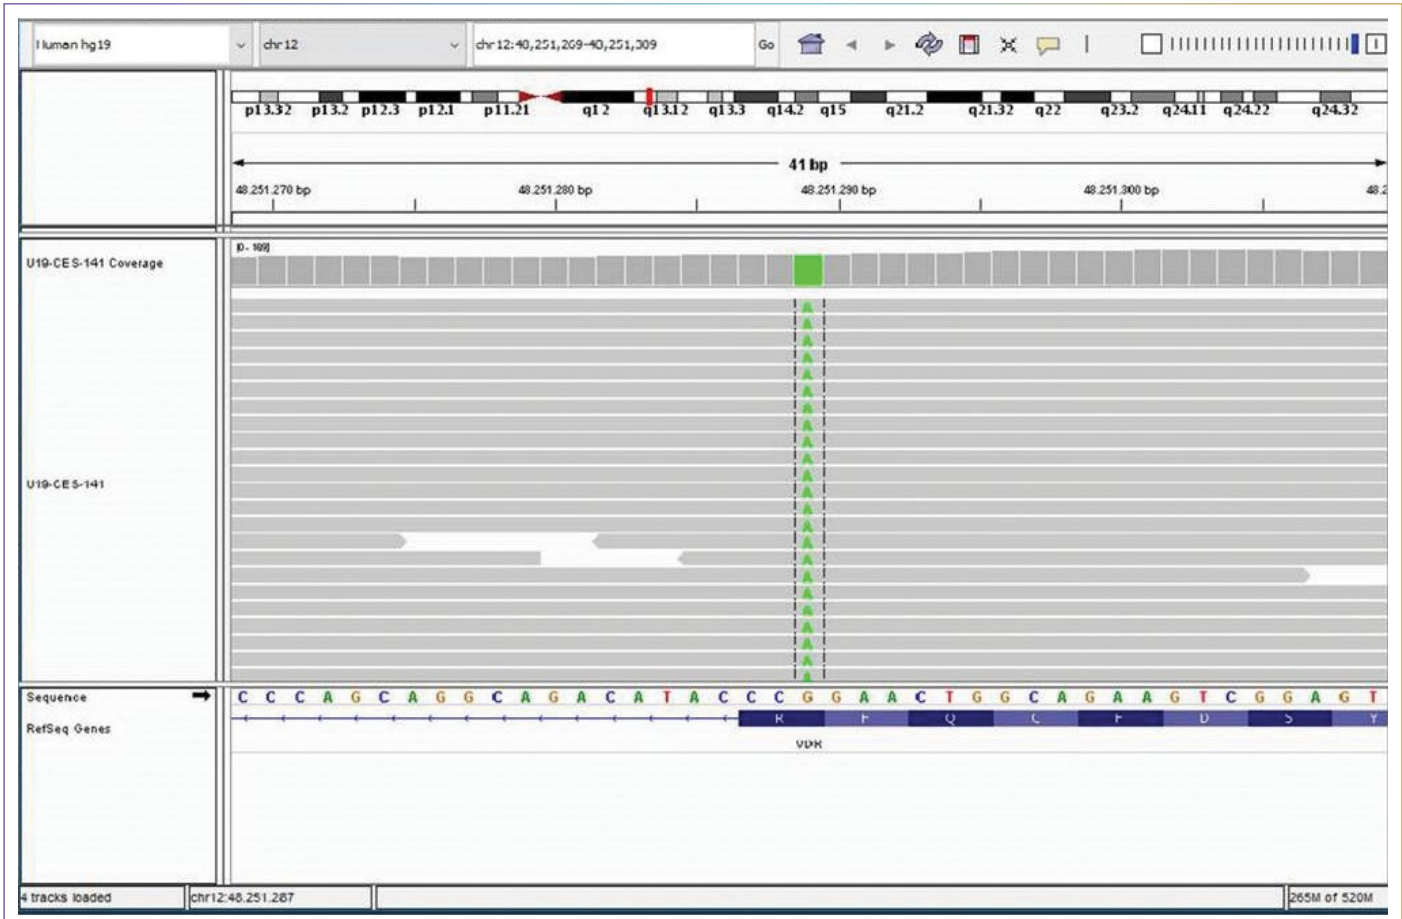 Human hg19 chr12 chr12:40,251,269-40,251,309 Go
p13.32 p13.2 p12.3 p12.1 p11.21 q12 q13.12 q13.3 q14.2 q15 q21.2 q21.32 q22 q23.2 q24.11 q24.22 q24.32
41 bp
48.251.270 bp 48.251.280 bp 48.251.290 bp 48.251.300 bp 48.2
[0 - 189]
U19-CES-141 Coverage
A
A
A
A
A
A
A
A
A
A
A
U19-CES-141
A
A
A
A
A
A
A
A
A
A
A
A
Sequence C C C A G C A G G C A G A C A T A C C C G G A A C T G G C A G A A G T C G G A G T
RefSeq Genes R F Q C F D S Y
VDR
4 tracks loaded chr12:48.251.287 265M of 520M